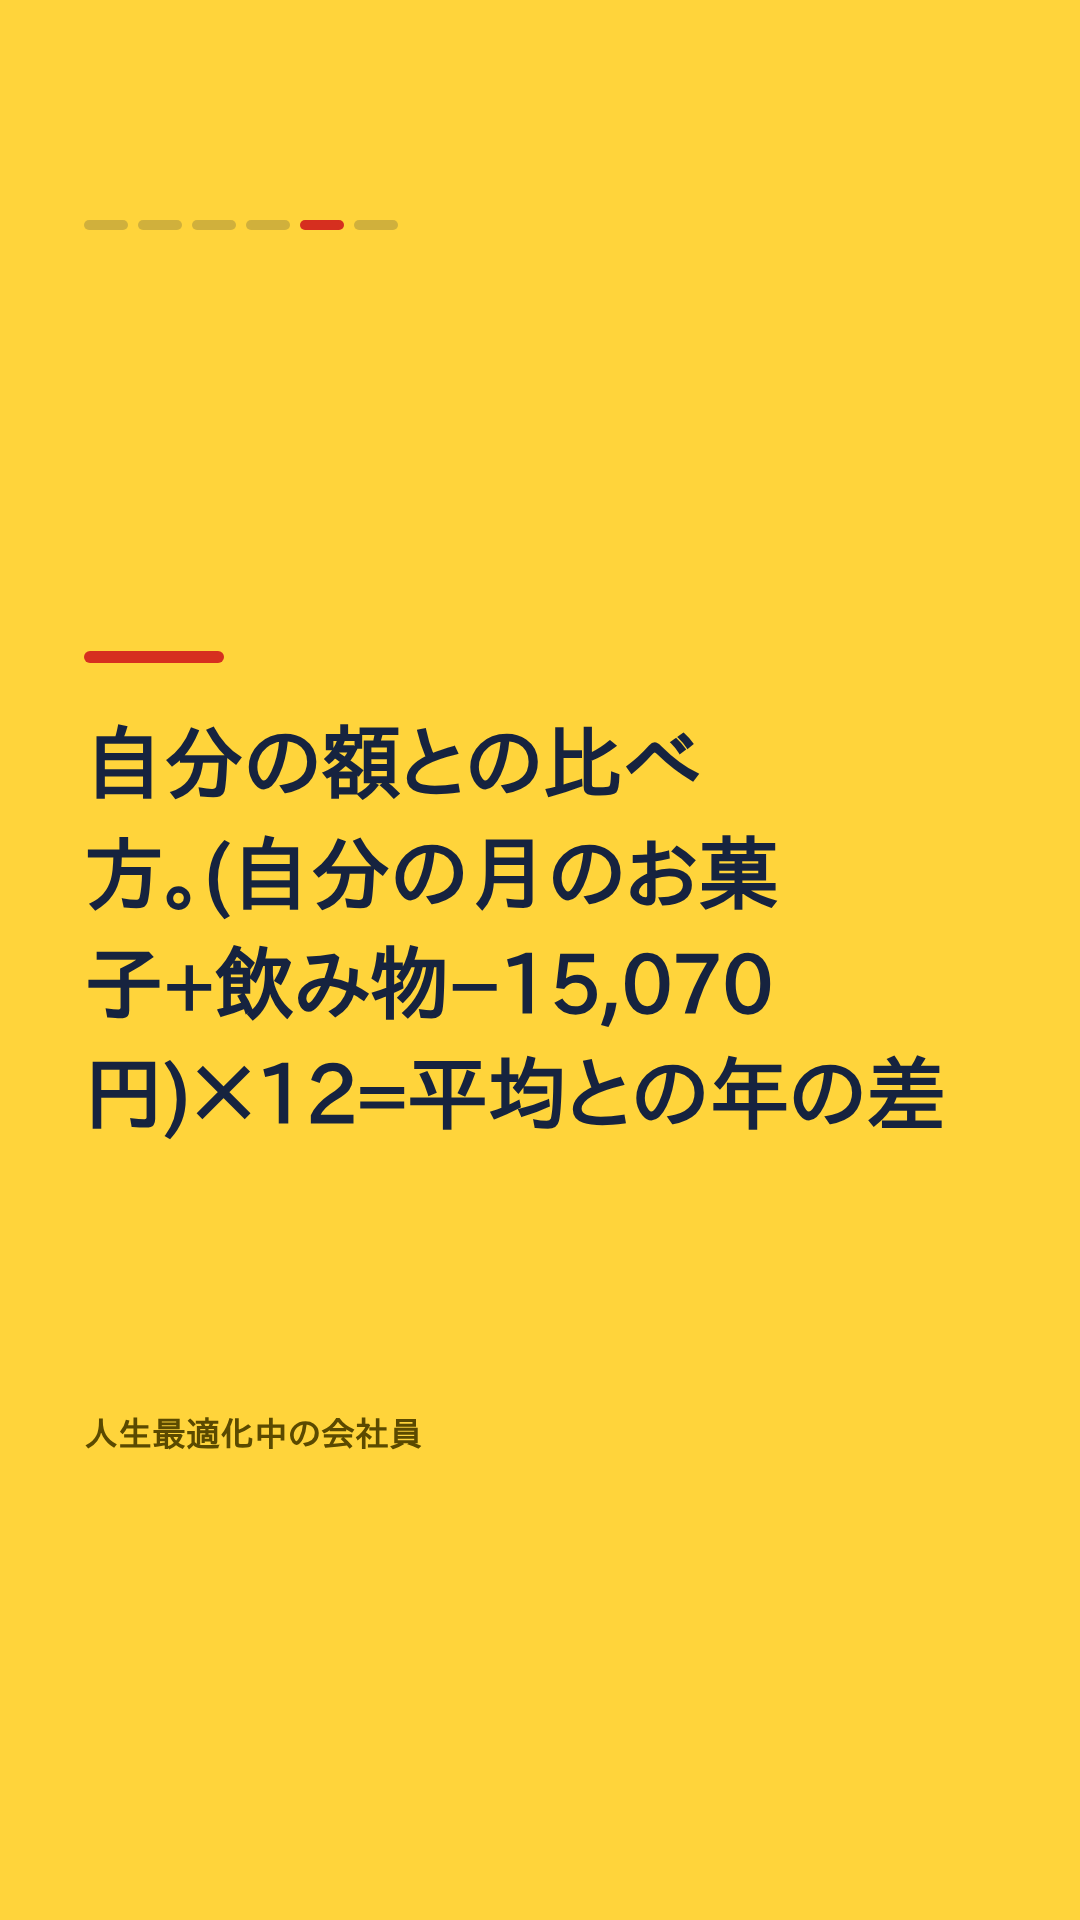 自分の額との比べ
方。(自分の月のお菓
子+飲み物−15,070
円)×12=平均との年の差
人生最適化中の会社員